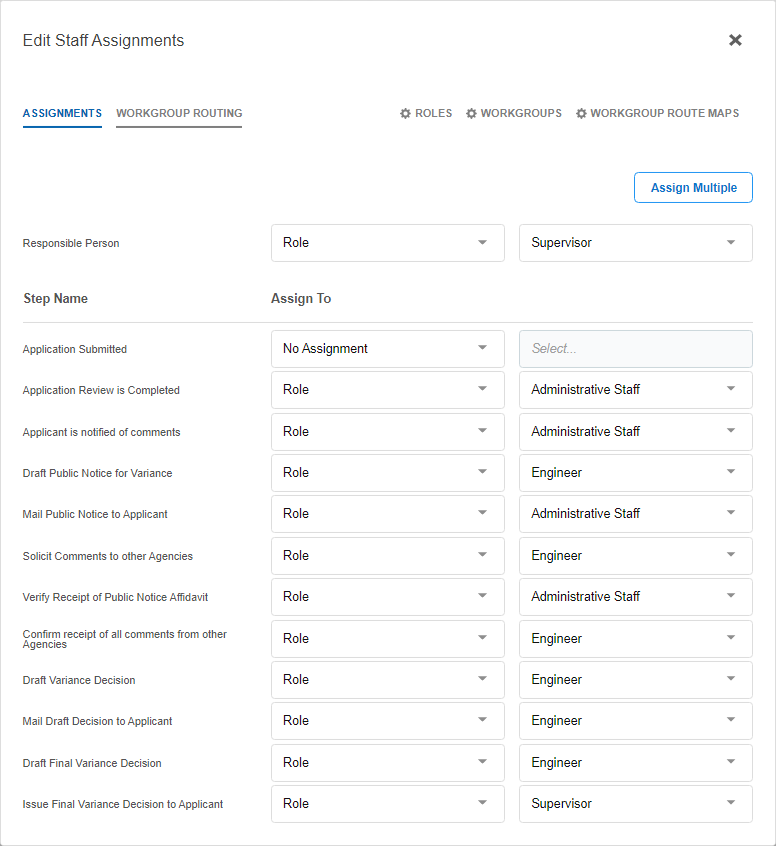 Edit Staff Assignments
ASSIGNMENTS WORKGROUP ROUTING ROLES WORKGROUPS WORKGROUP ROUTE MAPS
Assign Multiple
Responsible Person Role Supervisor
Step Name Assign To
Application Submitted No Assignment Select...
Application Review is Completed Role Administrative Staff
Applicant is notified of comments Role Administrative Staff
Draft Public Notice for Variance Role Engineer
Mail Public Notice to Applicant Role Administrative Staff
Solicit Comments to other Agencies Role Engineer
Verify Receipt of Public Notice Affidavit Role Administrative Staff
Confirm receipt of all comments from other
Agencies Role Engineer
Draft Variance Decision Role Engineer
Mail Draft Decision to Applicant Role Engineer
Draft Final Variance Decision Role Engineer
Issue Final Variance Decision to Applicant Role Supervisor